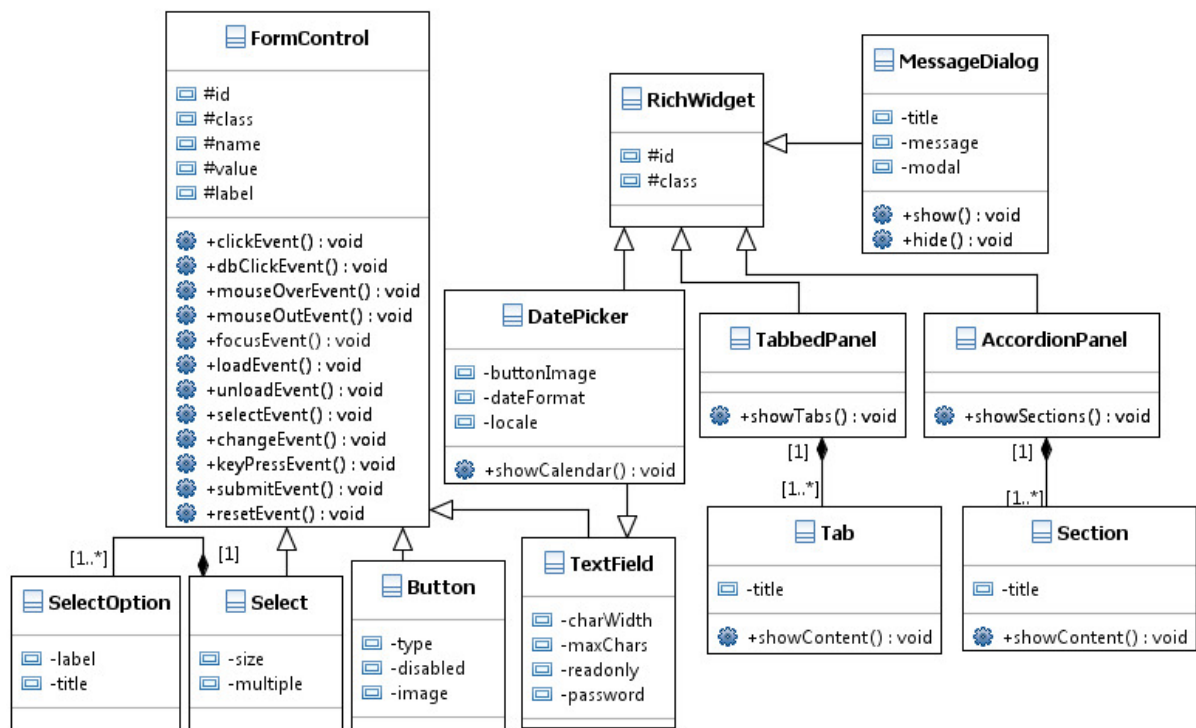 FormControl
#id
#class
#name
#value
#label
+clickEvent() : void
+dbClickEvent() : void
+mouseOverEvent() : void
+mouseOutEvent() : void
+focusEvent() : void
+loadEvent() : void
+unloadEvent() : void
+selectEvent() : void
+changeEvent() : void
+keyPressEvent() : void
+submitEvent() : void
+resetEvent() : void
RichWidget
#id
#class
MessageDialog
-title
-message
-modal
+show() : void
+hide() : void
DatePicker
-buttonImage
-dateFormat
-locale
+showCalendar() : void
TabbedPanel
+showTabs() : void
[1]
[1..*]
AccordionPanel
+showSections() : void
[1]
[1..*]
Tab
-title
+showContent() : void
Section
-title
+showContent() : void
[1..*]
[1]
SelectOption
-label
-title
Select
-size
-multiple
Button
-type
-disabled
-image
TextField
-charWidth
-maxChars
-readonly
-password